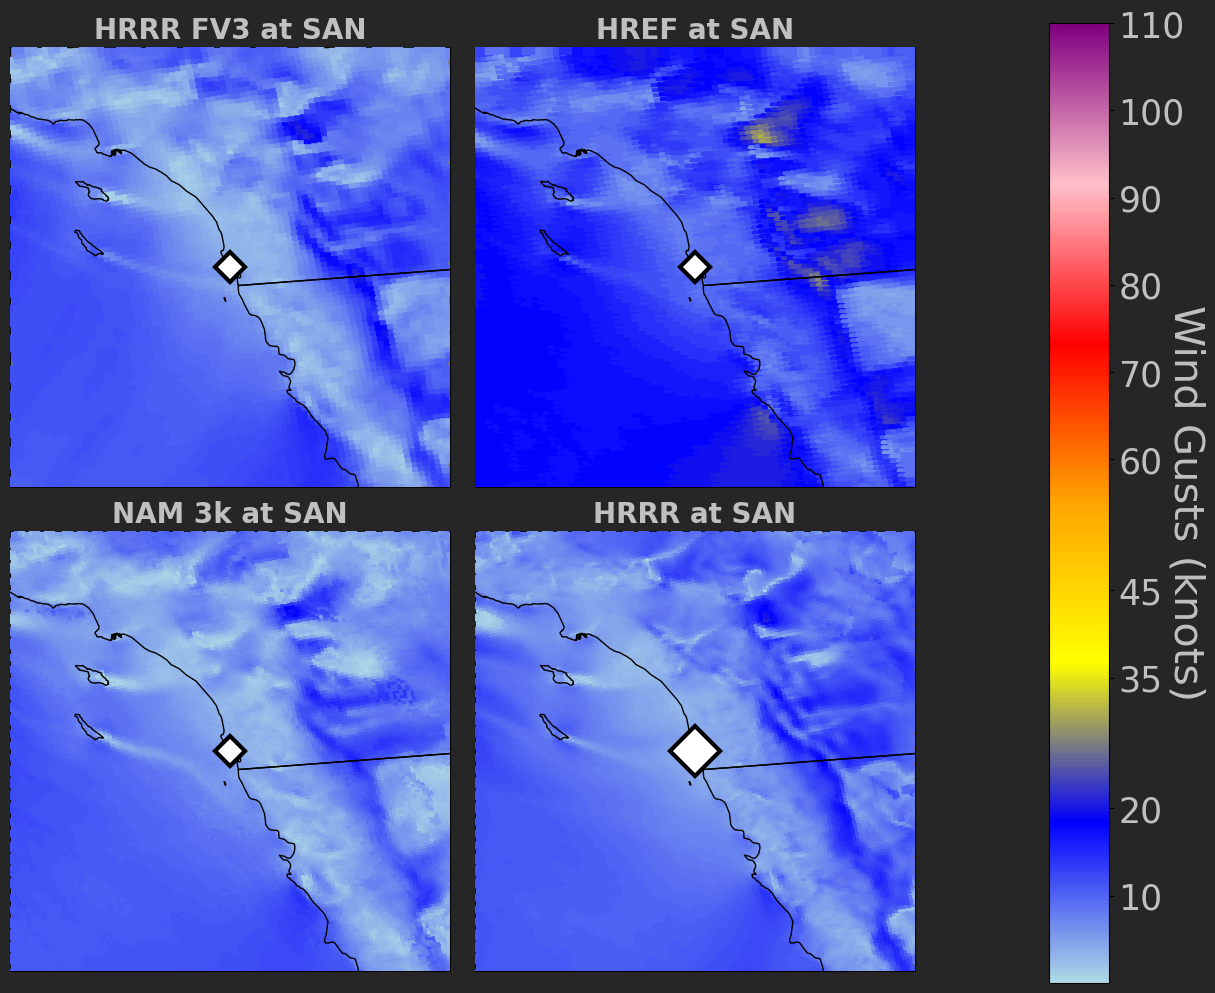 HRRR FV3 at SAN
HREF at SAN
NAM 3k at SAN
HRRR at SAN
110
100
90
80
70
60
45
35
20
10
Wind Gusts (knots)